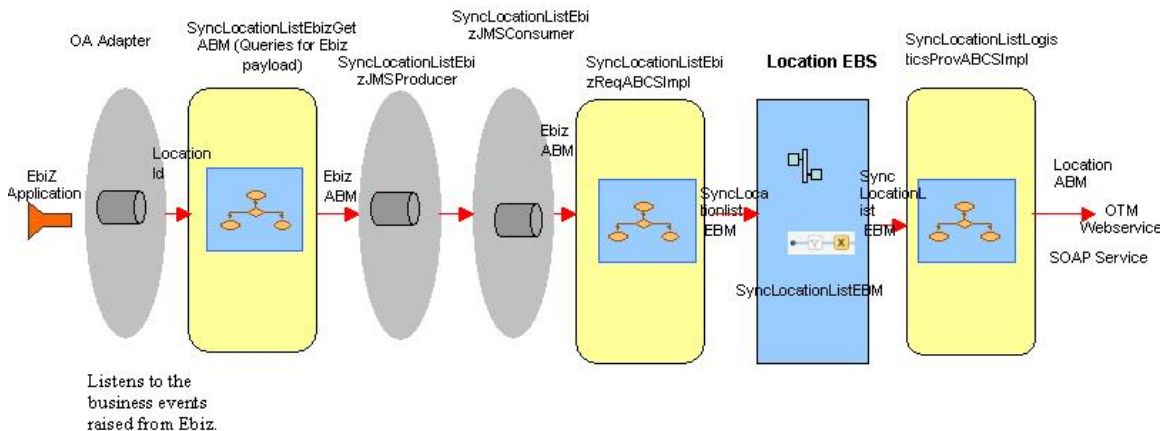 OA Adapter
EbiZ
Application
Location
Id
Listens to the
business events
raised from Ebiz.
SyncLocationListEbizGet
ABM (Queries for Ebiz
payload)
Ebiz
ABM
SyncLocationListEbi
zJMSProducer
SyncLocationListEbi
zJMSConsumer
Ebiz
ABM
SyncLocationListEbi
zReqABCSImpl
SyncLoca
tionlist
EBM
Location EBS
SyncLocationListEBM
Sync
LocationL
ist
EBM
SyncLocationListLogis
ticsProvABCSImpl
Location
ABM
OTM
Webservice
SOAP Service